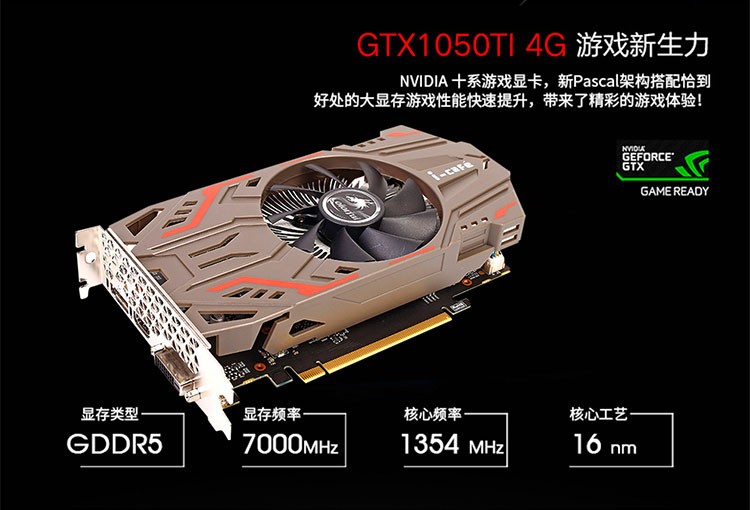 GTX1050TI 4G 游戏新生力
NVIDIA 十系游戏显卡，新Pascal架构搭配恰到
好处的大显存游戏性能快速提升，带来了精彩的游戏体验！
NVIDIA
GEFORCE
GTX
GAME READY
i-cafe
Colorful
显存类型
GDDR5
显存频率
7000MHz
核心频率
1354 MHz
核心工艺
16 nm